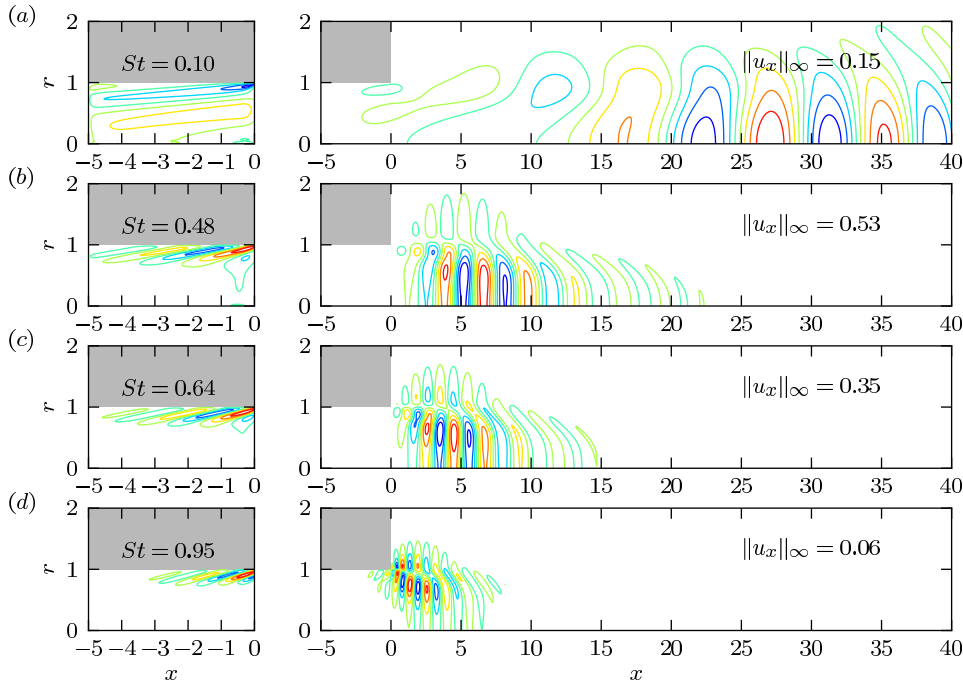 (a)
2
1
0
r
St = 0.10
−5 −4 −3 −2 −1 0
‖u_x‖∞ = 0.15
2
1
0
−5 0 5 10 15 20 25 30 35 40
(b)
2
1
0
r
St = 0.48
−5 −4 −3 −2 −1 0
‖u_x‖∞ = 0.53
2
1
0
−5 0 5 10 15 20 25 30 35 40
(c)
2
1
0
r
St = 0.64
−5 −4 −3 −2 −1 0
‖u_x‖∞ = 0.35
2
1
0
−5 0 5 10 15 20 25 30 35 40
(d)
2
1
0
r
St = 0.95
−5 −4 −3 −2 −1 0
x
‖u_x‖∞ = 0.06
2
1
0
−5 0 5 10 15 20 25 30 35 40
x